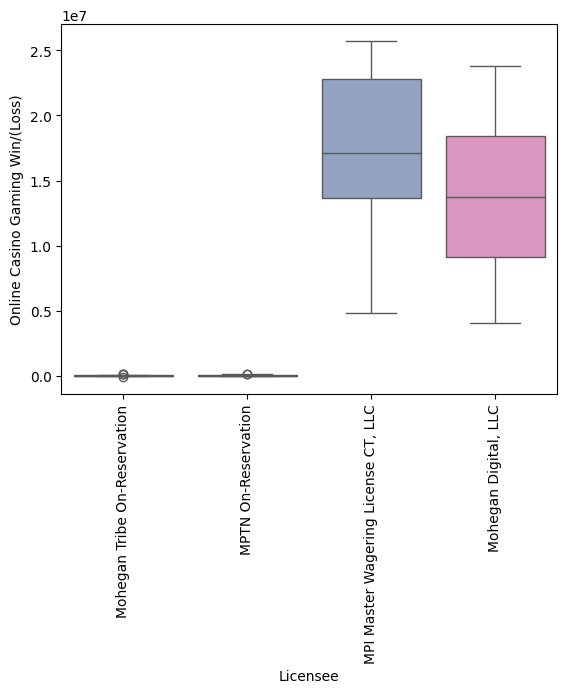 1e7
Online Casino Gaming Win/(Loss)
2.5
2.0
1.5
1.0
0.5
0.0
Mohegan Tribe On-Reservation
MPTN On-Reservation
MPI Master Wagering License CT, LLC
Mohegan Digital, LLC
Licensee